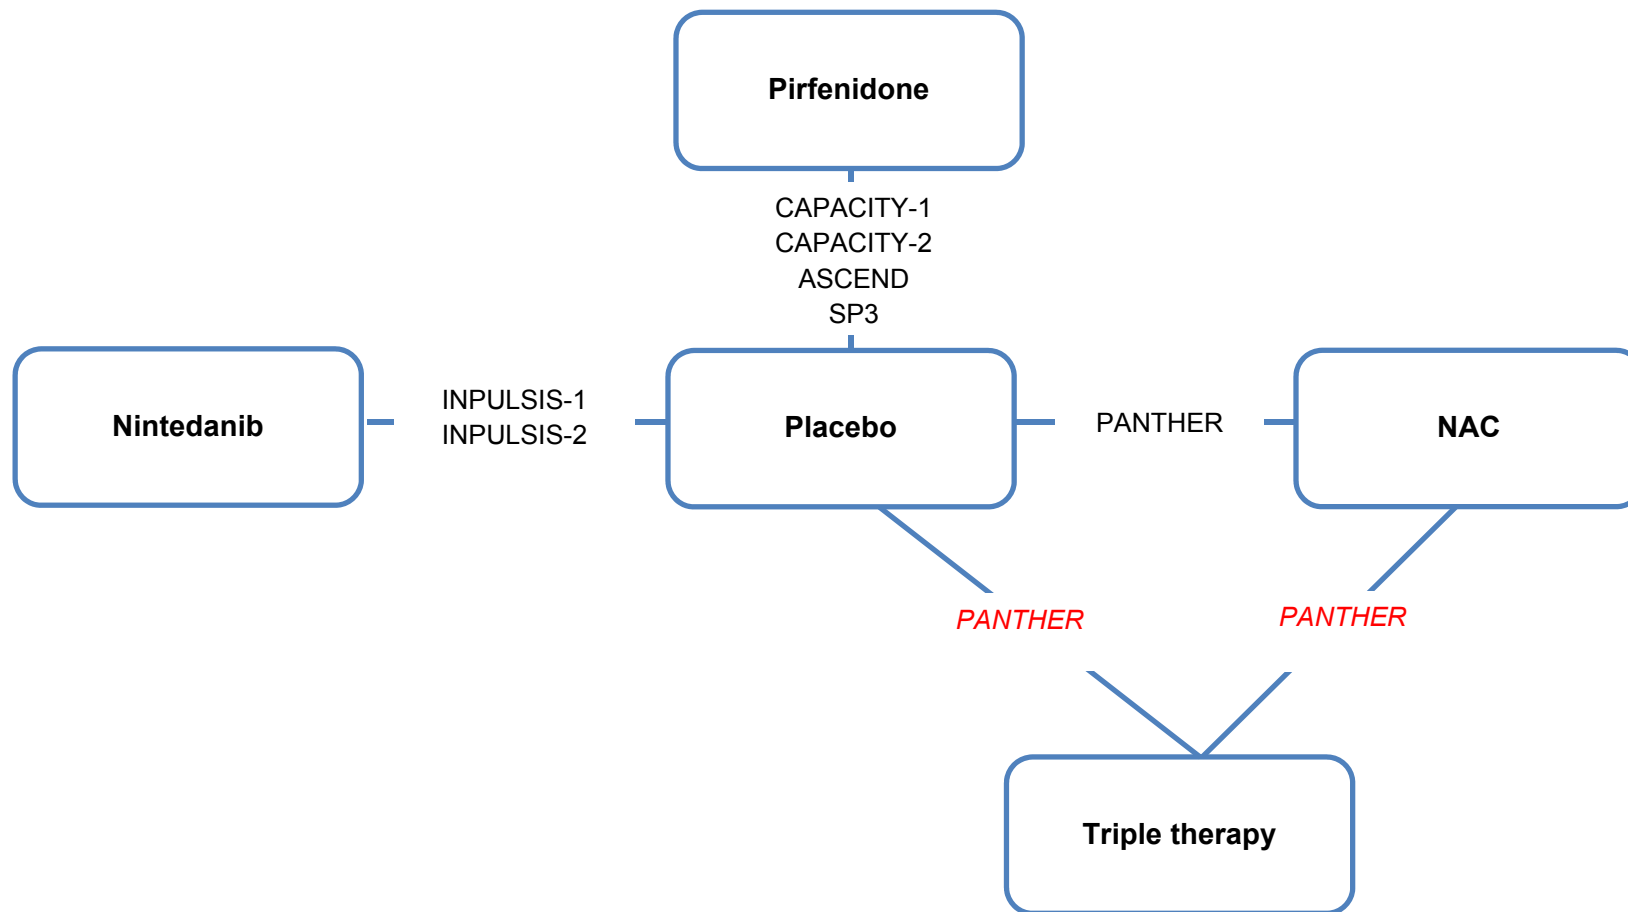 Pirfenidone
CAPACITY-1
CAPACITY-2
ASCEND
SP3
Nintedanib
INPULSIS-1
INPULSIS-2
Placebo
PANTHER
NAC
PANTHER
PANTHER
Triple therapy